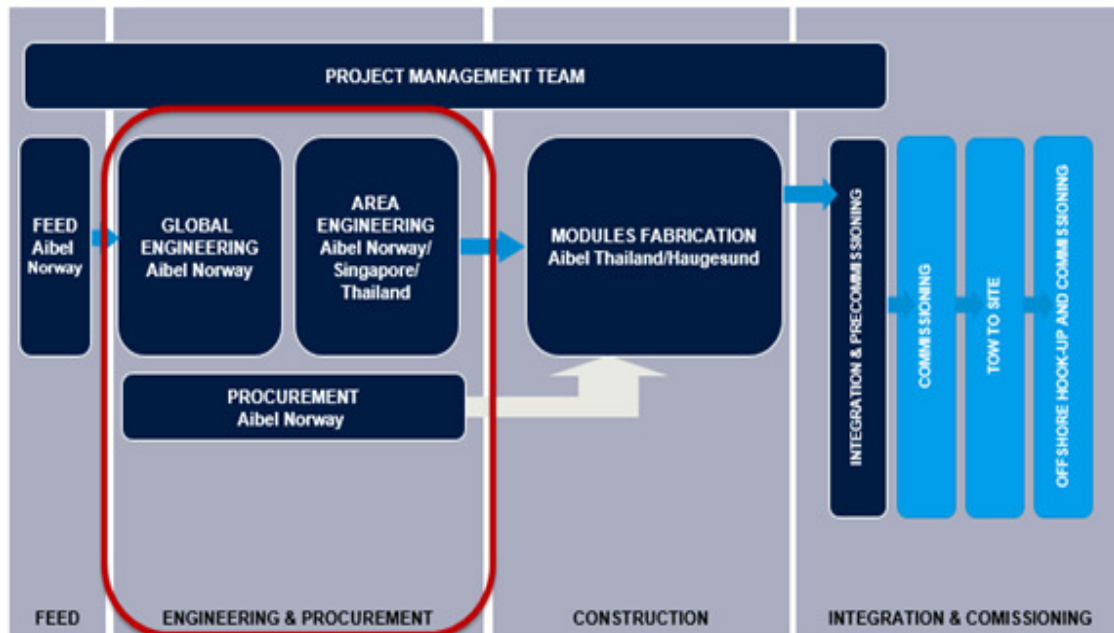 PROJECT MANAGEMENT TEAM
FEED
Aibel
Norway
GLOBAL
ENGINEERING
Aibel Norway
AREA
ENGINEERING
Aibel Norway/
Singapore/
Thailand
MODULES FABRICATION
Aibel Thailand/Haugesund
PROCUREMENT
Aibel Norway
INTEGRATION & PRECOMMISSIONING
COMMISSIONING
TOW TO SITE
OFFSHORE HOOK-UP AND COMMISSIONING
FEED
ENGINEERING & PROCUREMENT
CONSTRUCTION
INTEGRATION & COMISSIONING